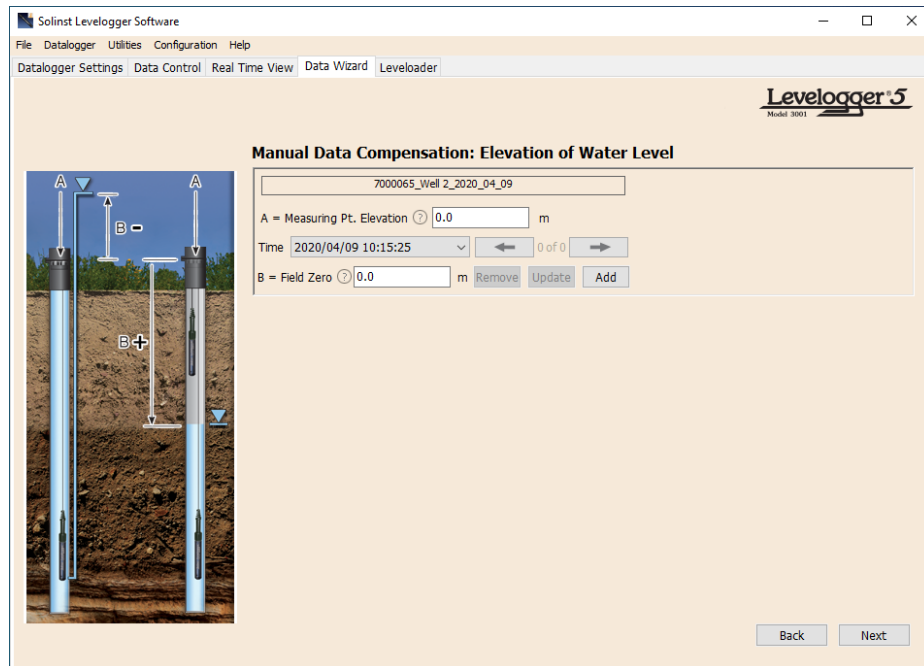 Solinst Levelogger Software
File Datalogger Utilities Configuration Help
Datalogger Settings Data Control Real Time View Data Wizard Leveloader
Levelogger®5
Model 3001
Manual Data Compensation: Elevation of Water Level
7000065_Well 2_2020_04_09
A = Measuring Pt. Elevation ? 0.0 m
Time 2020/04/09 10:15:25 0 of 0
B = Field Zero ? 0.0 m Remove Update Add
A A
B -
B +
Back Next